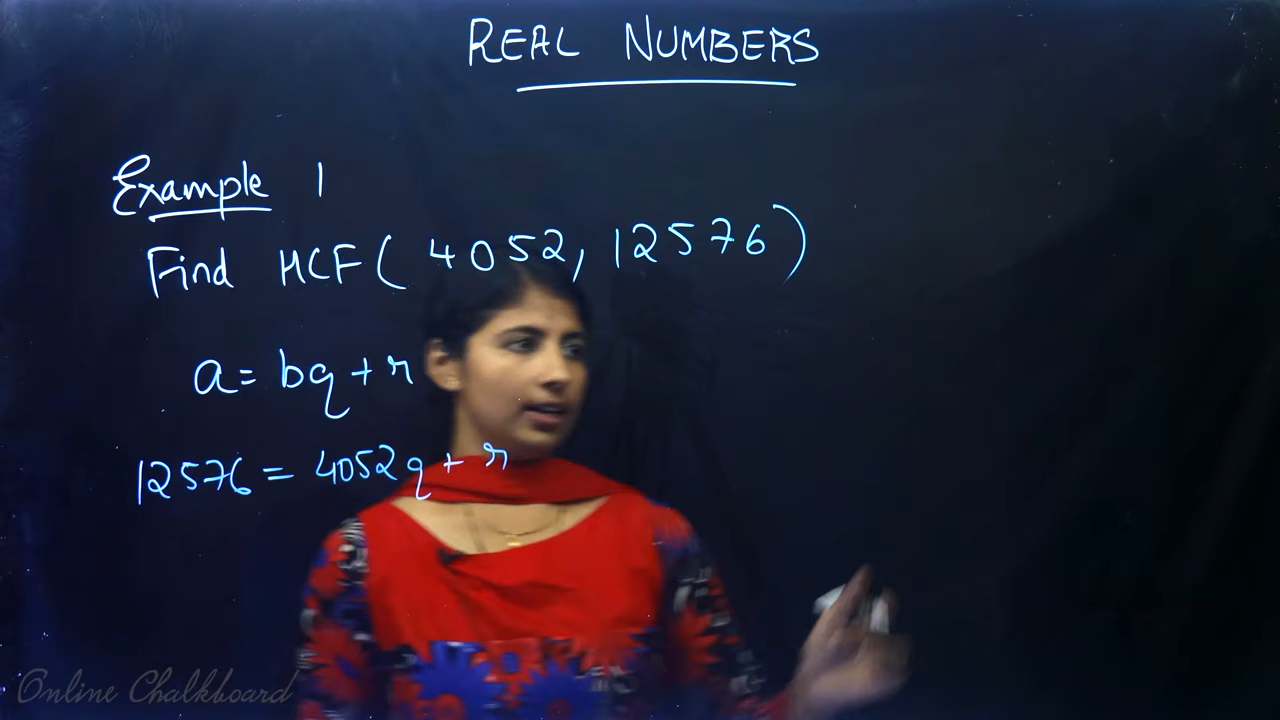 REAL NUMBERS
Example 1
Find HCF( 4052, 12576)
a = bq + r
12576 = 4052q + r
Online Chalkboard